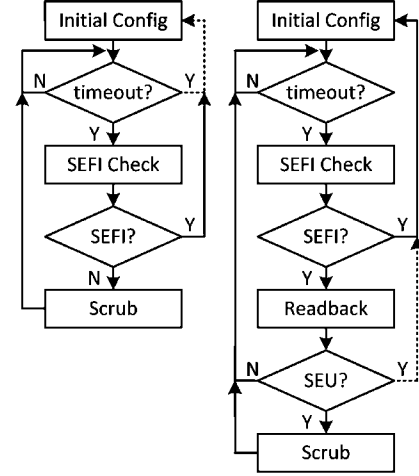 Initial Config
N
timeout?
Y
Y
SEFI Check
SEFI?
Y
N
Scrub
Initial Config
N
timeout?
Y
SEFI Check
SEFI?
Y
Y
Readback
N
SEU?
Y
Y
Scrub